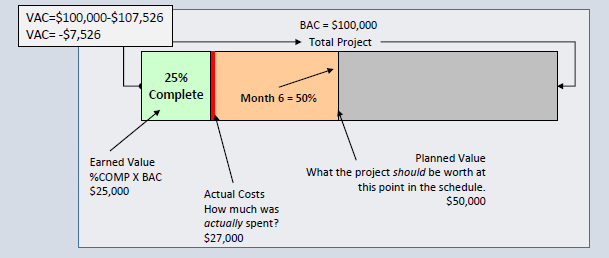 VAC=$100,000-$107,526
VAC= -$7,526
BAC = $100,000
Total Project
25%
Complete
Month 6 = 50%
Earned Value
%COMP X BAC
$25,000
Actual Costs
How much was
actually spent?
$27,000
Planned Value
What the project should be worth at
this point in the schedule.
$50,000